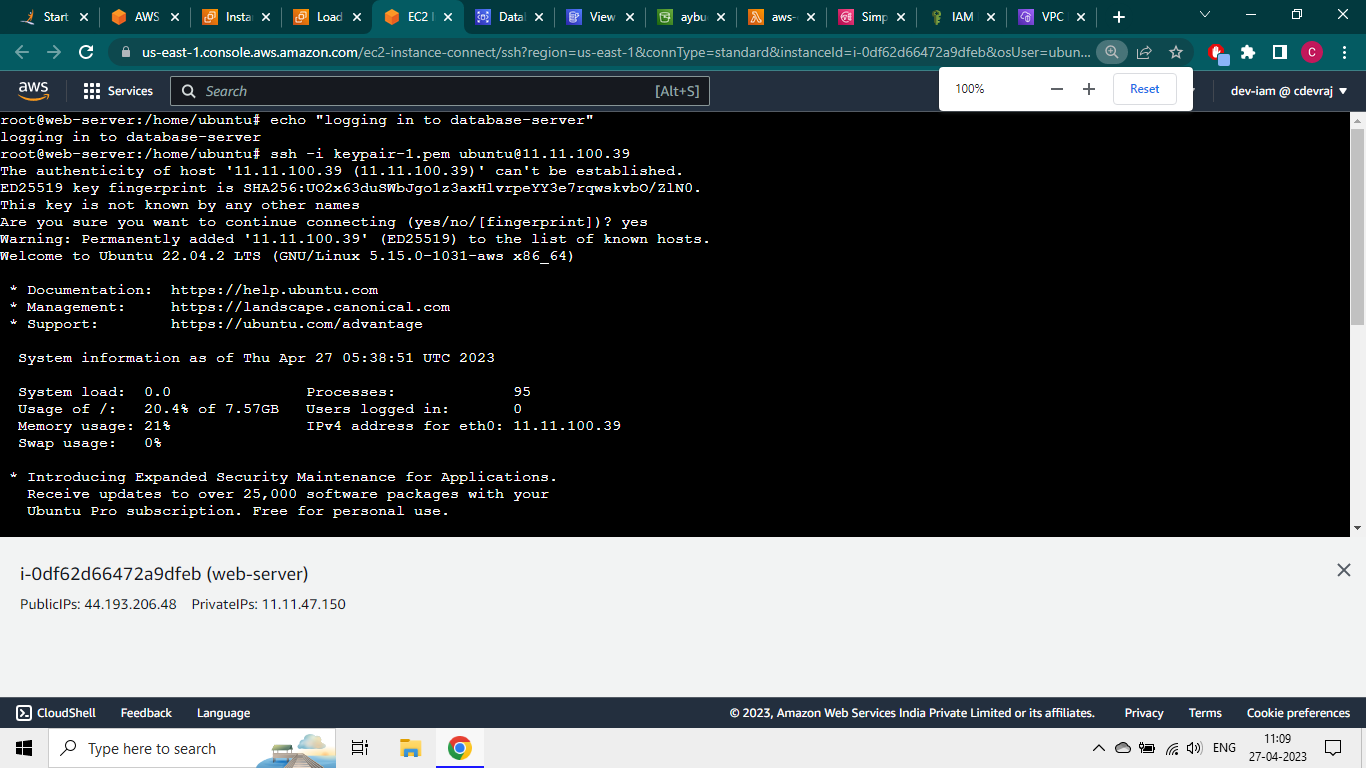 Start
AWS
Insta
Load
EC2 I
Data
View
aybu
aws-
Simp
IAM
VPC
us-east-1.console.aws.amazon.com/ec2-instance-connect/ssh?region=us-east-1&connType=standard&instanceId=i-0df62d66472a9dfeb&osUser=ubun...
C
aws
Services
Search
[Alt+S]
100%
Reset
dev-iam @ cdevraj
root@web-server:/home/ubuntu# echo "logging in to database-server"
logging in to database-server
root@web-server:/home/ubuntu# ssh -i keypair-1.pem ubuntu@11.11.100.39
The authenticity of host '11.11.100.39 (11.11.100.39)' can't be established.
ED25519 key fingerprint is SHA256:UO2x63duSWbJgo1z3axHlvrpeYY3e7rqwskvbO/ZlN0.
This key is not known by any other names
Are you sure you want to continue connecting (yes/no/[fingerprint])? yes
Warning: Permanently added '11.11.100.39' (ED25519) to the list of known hosts.
Welcome to Ubuntu 22.04.2 LTS (GNU/Linux 5.15.0-1031-aws x86_64)
* Documentation: https://help.ubuntu.com
* Management: https://landscape.canonical.com
* Support: https://ubuntu.com/advantage
System information as of Thu Apr 27 05:38:51 UTC 2023
System load: 0.0 Processes: 95
Usage of /: 20.4% of 7.57GB Users logged in: 0
Memory usage: 21% IPv4 address for eth0: 11.11.100.39
Swap usage: 0%
* Introducing Expanded Security Maintenance for Applications.
Receive updates to over 25,000 software packages with your
Ubuntu Pro subscription. Free for personal use.
i-0df62d66472a9dfeb (web-server)
PublicIPs: 44.193.206.48 PrivateIPs: 11.11.47.150
CloudShell
Feedback
Language
© 2023, Amazon Web Services India Private Limited or its affiliates.
Privacy
Terms
Cookie preferences
Type here to search
ENG
11:09
27-04-2023